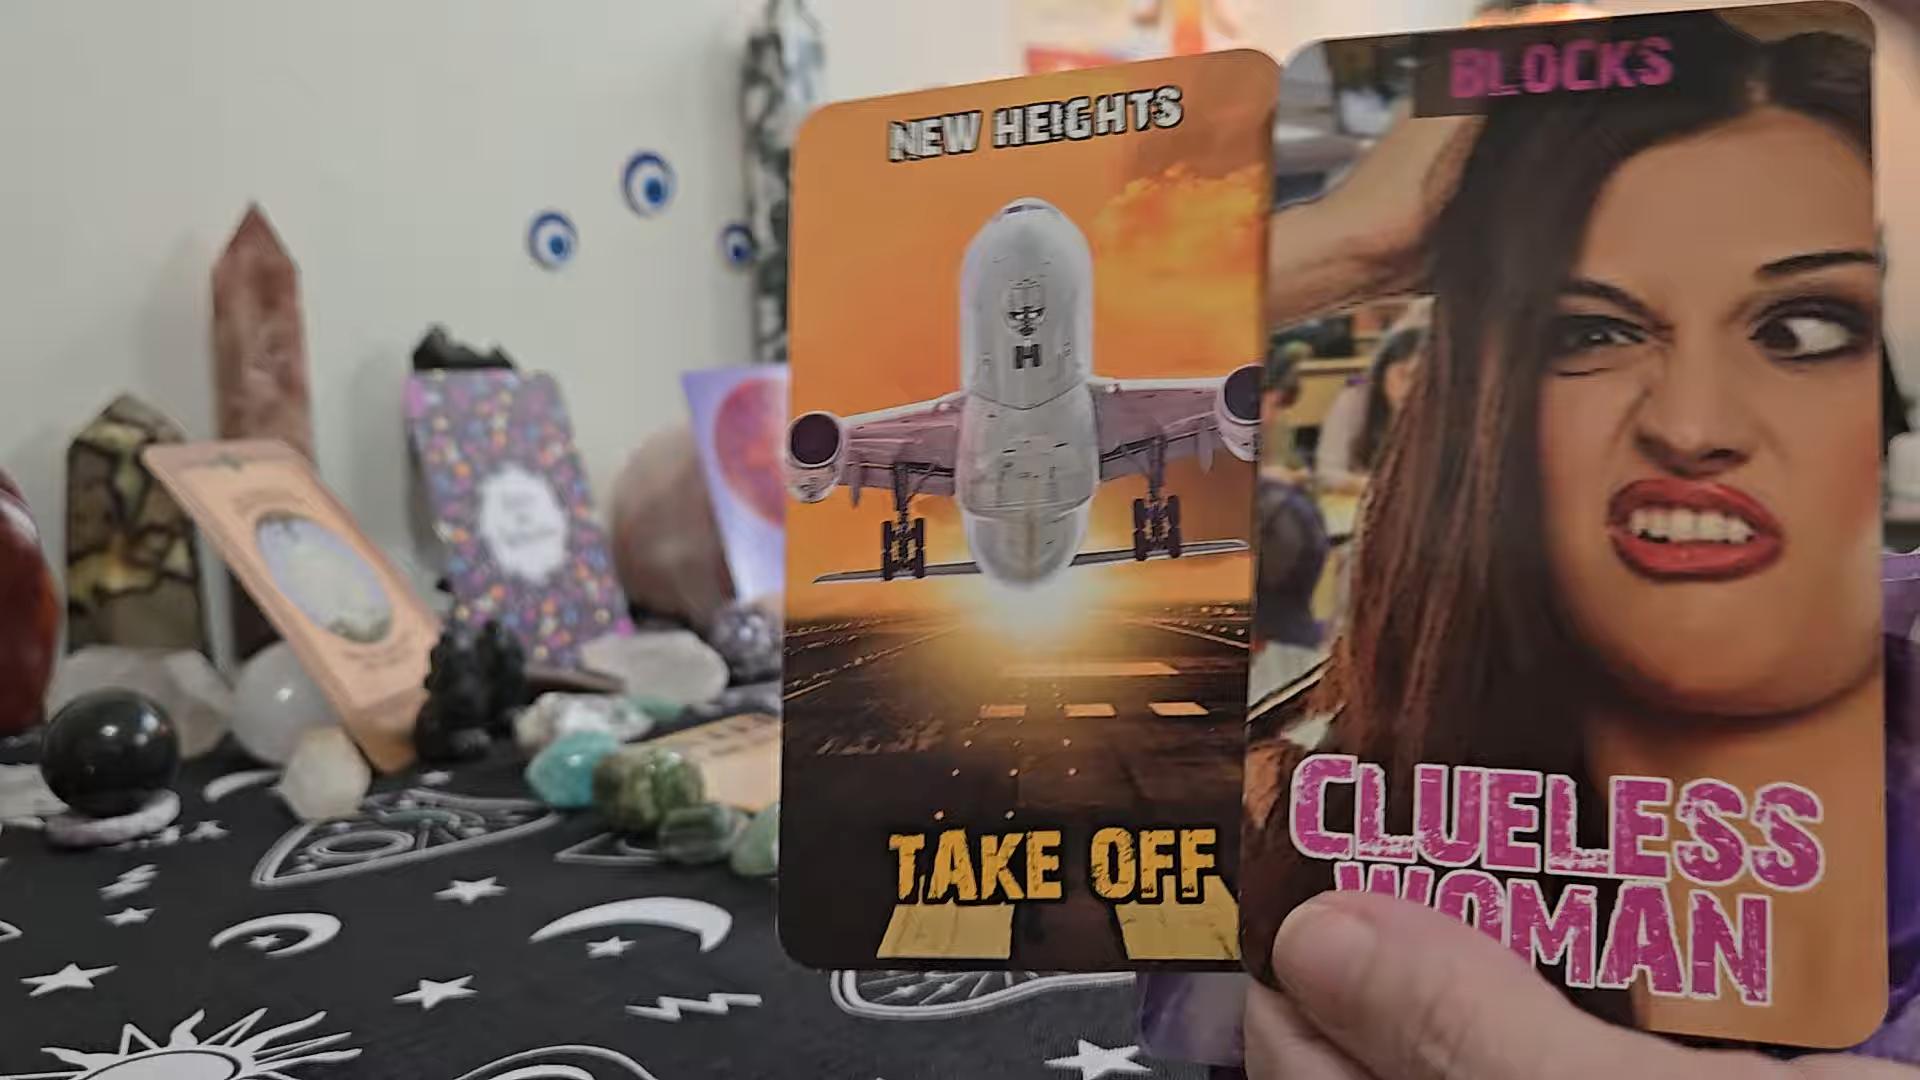 NEW HEIGHTS
H
TAKE OFF
BLOCKS
CLUELESS
WOMAN